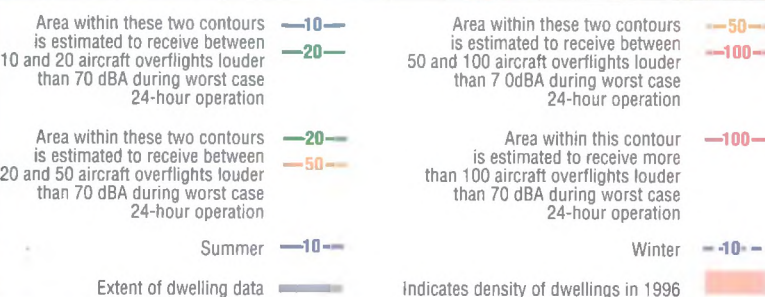 Area within these two contours
is estimated to receive between
10 and 20 aircraft overflights louder
than 70 dBA during worst case
24-hour operation
10
20
Area within these two contours
is estimated to receive between
20 and 50 aircraft overflights louder
than 70 dBA during worst case
24-hour operation
20
50
Summer 10
Extent of dwelling data
Area within these two contours
is estimated to receive between
50 and 100 aircraft overflights louder
than 7 0dBA during worst case
24-hour operation
50
100
Area within this contour
is estimated to receive more
than 100 aircraft overflights louder
than 70 dBA during worst case
24-hour operation
100
Winter 10
Indicates density of dwellings in 1996